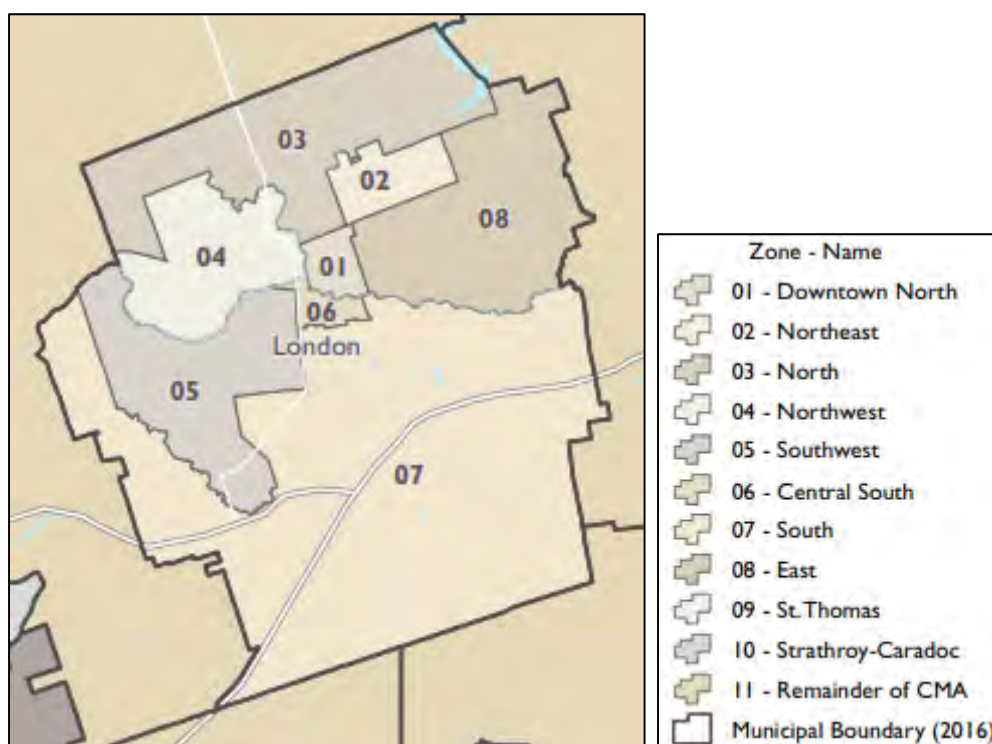 03
02
08
04
01
06
London
05
07
Zone - Name
01 - Downtown North
02 - Northeast
03 - North
04 - Northwest
05 - Southwest
06 - Central South
07 - South
08 - East
09 - St. Thomas
10 - Strathroy-Caradoc
11 - Remainder of CMA
Municipal Boundary (2016)